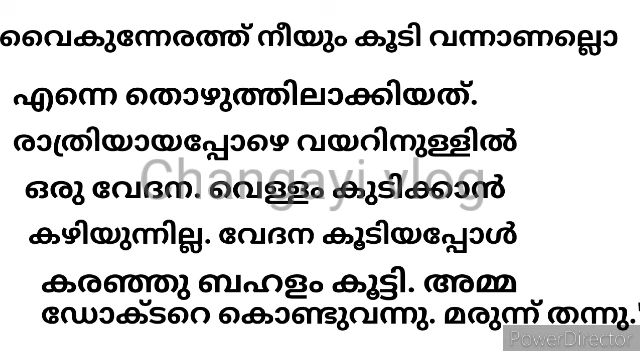 വൈകുന്നേരത്ത് നീയും കൂടി വന്നാണല്ലൊ
എന്നെ തൊഴുത്തിലാക്കിയത്.
രാത്രിയായപ്പോഴെ വയറിനുള്ളിൽ
ഒരു വേദന. വെള്ളം കുടിക്കാൻ
Changayi vlog
കഴിയുന്നില്ല. വേദന കൂടിയപ്പോൾ
കരഞ്ഞു ബഹളം കൂട്ടി. അമ്മ
ഡോക്ടറെ കൊണ്ടുവന്നു. മരുന്ന് തന്നു."
PowerDirector